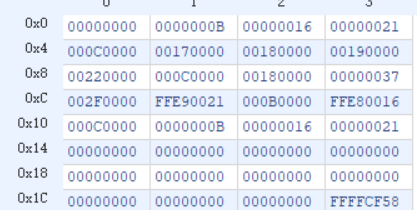 0 1 2 3
0x0 00000000 0000000B 00000016 00000021
0x4 000C0000 00170000 00180000 00190000
0x8 00220000 000C0000 00180000 00000037
0xC 002F0000 FFE90021 000B0000 FFE80016
0x10 000C0000 0000000B 00000016 00000021
0x14 00000000 00000000 00000000 00000000
0x18 00000000 00000000 00000000 00000000
0x1C 00000000 00000000 00000000 FFFFCF58